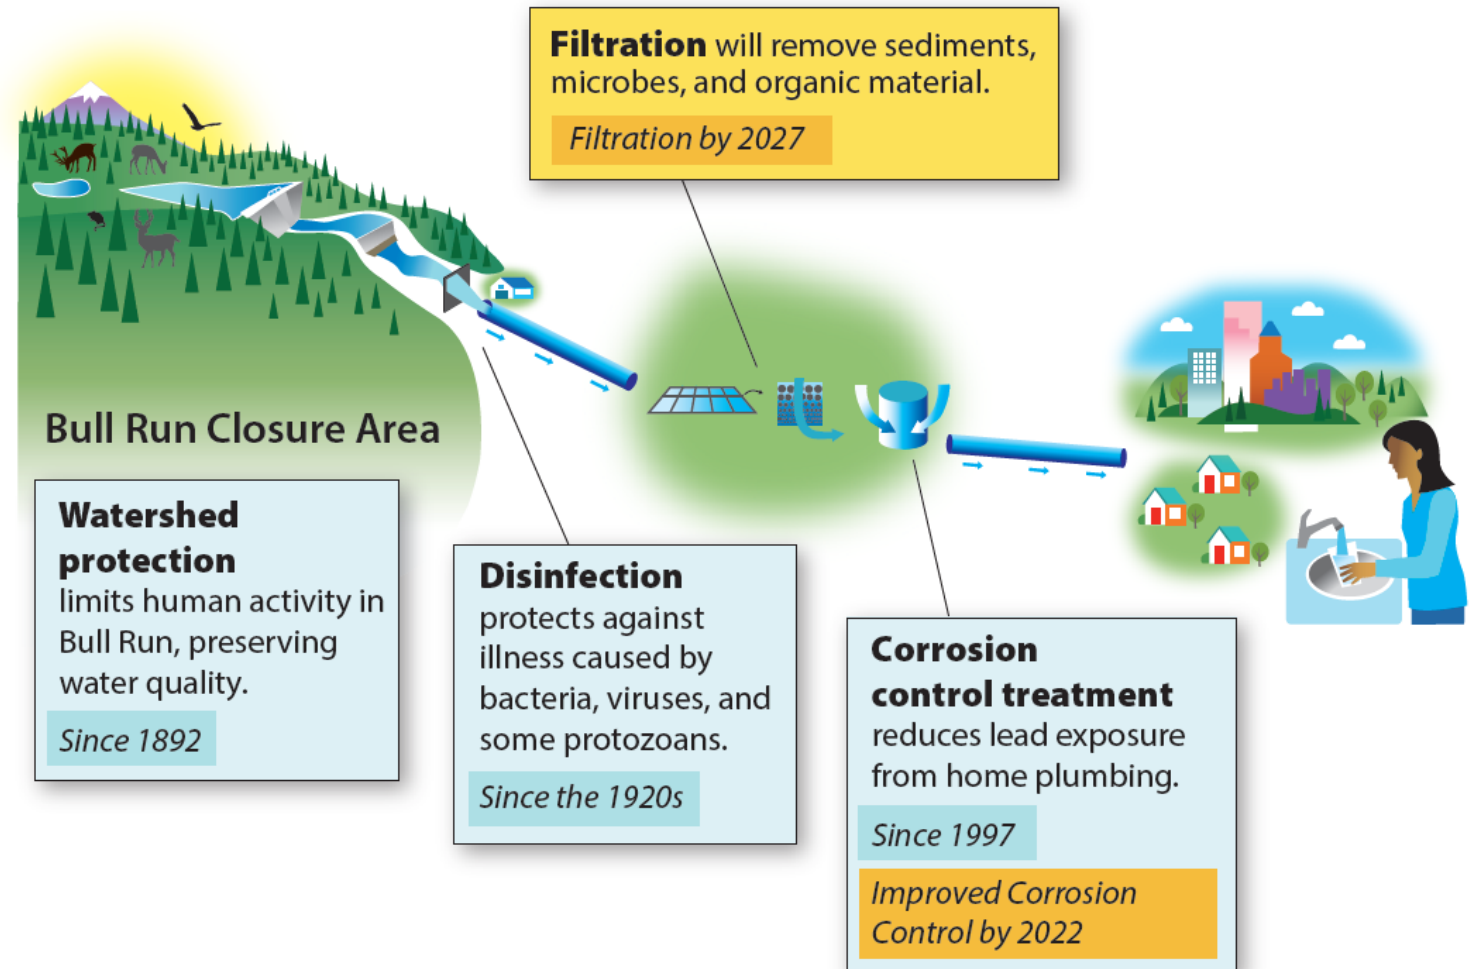 Filtration will remove sediments,
microbes, and organic material.
Filtration by 2027
Bull Run Closure Area
Watershed
protection
limits human activity in
Bull Run, preserving
water quality.
Since 1892
Disinfection
protects against
illness caused by
bacteria, viruses, and
some protozoans.
Since the 1920s
Corrosion
control treatment
reduces lead exposure
from home plumbing.
Since 1997
Improved Corrosion
Control by 2022